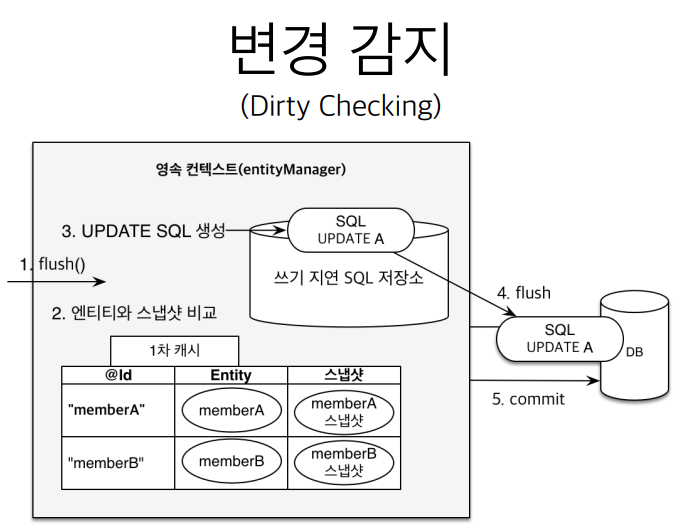 변경 감지
(Dirty Checking)
영속 컨텍스트(entityManager)
3. UPDATE SQL 생성
SQL
UPDATE A
1. flush()
쓰기 지연 SQL 저장소
2. 엔티티와 스냅샷 비교
4. flush
SQL
UPDATE A
DB
5. commit
1차 캐시
@Id Entity 스냅샷
"memberA" memberA memberA
스냅샷
"memberB" memberB memberB
스냅샷